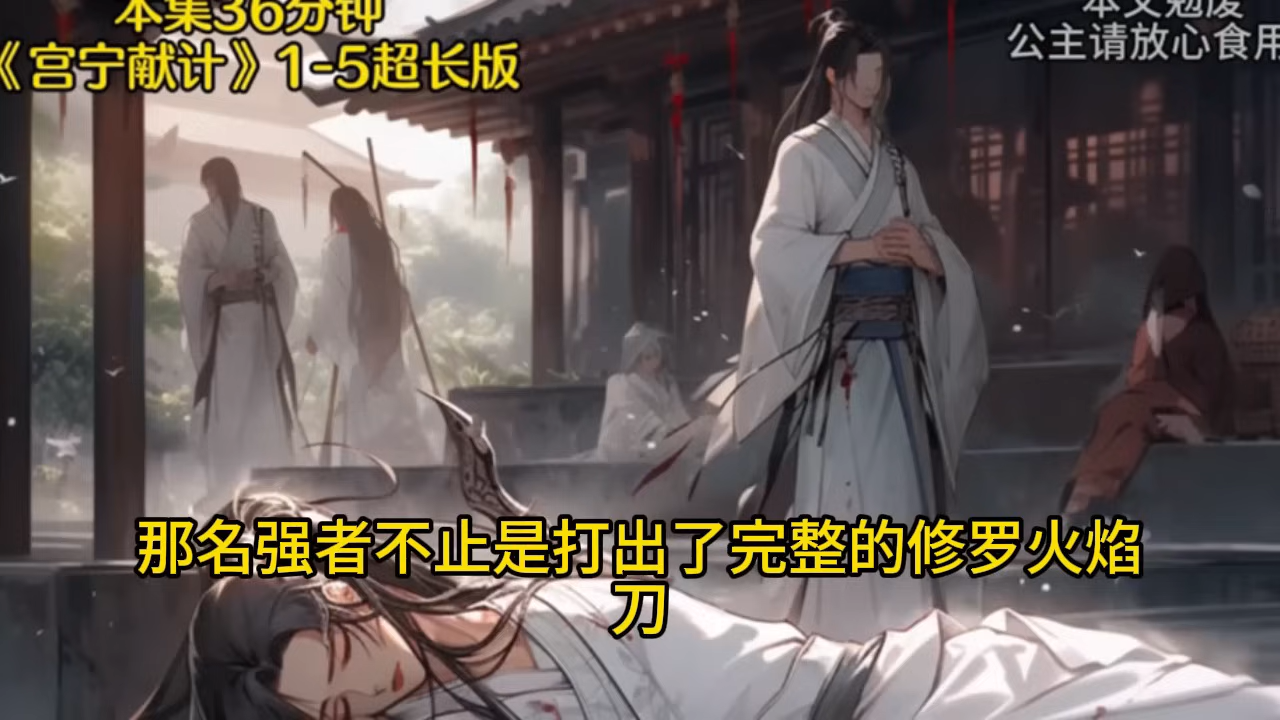 本集36分钟
《宫宁献计》1-5超长版
本文勉废
公主请放心食用
那名强者不止是打出了完整的修罗火焰
刀